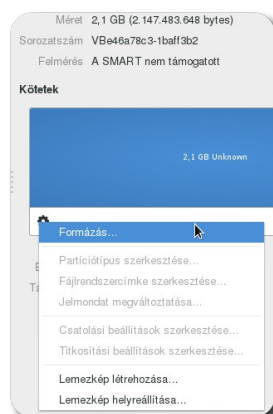 Méret 2,1 GB (2.147.483.648 bytes)
Sorozatszám VBe46a78c3-1baff3b2
Felmérés A SMART nem támogatott
Kötetek
2,1 GB Unknown
Formázás...
Partíciótípus szerkesztése...
Fájlrendszercímke szerkesztése...
Jelmondat megváltoztatása...
Csatolási beállítások szerkesztése...
Titkosítási beállítások szerkesztése...
Lemezkép létrehozása...
Lemezkép helyreállítása...